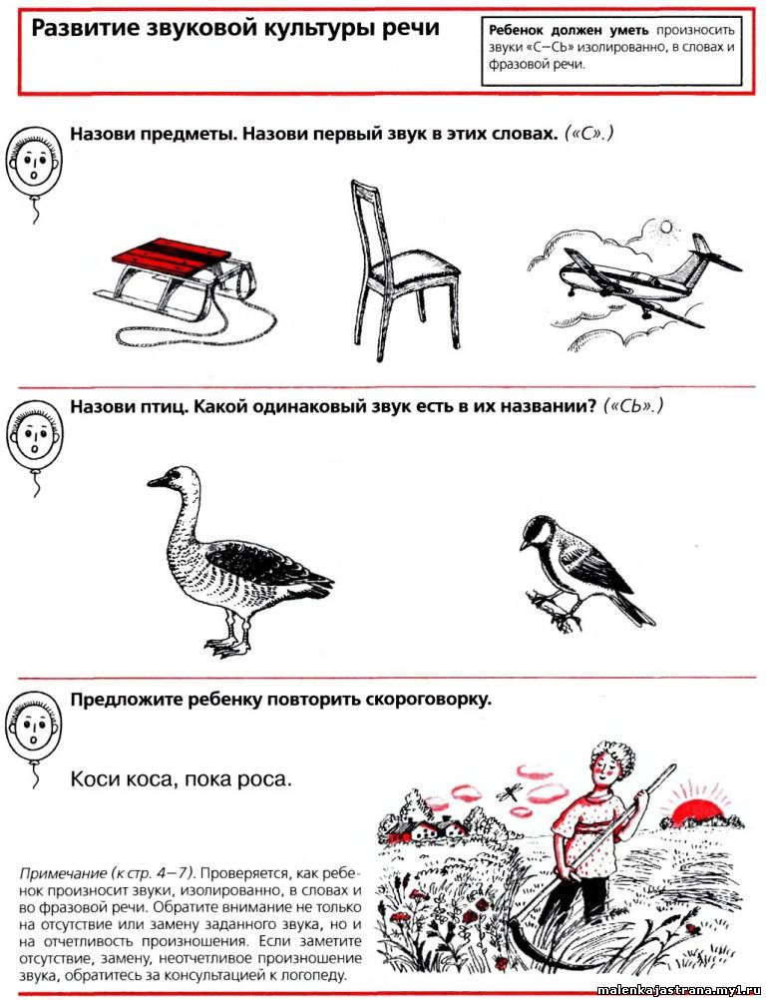 Развитие звуковой культуры речи
Ребенок должен уметь произносить
звуки «С—Сь» изолированно, в словах и
фразовой речи.
Назови предметы. Назови первый звук в этих словах. («С».)
Назови птиц. Какой одинаковый звук есть в их названии? («СЬ».)
Предложите ребенку повторить скороговорку.
Коси коса, пока роса.
Примечание (к стр. 4—7). Проверяется, как ребе-
нок произносит звуки, изолированно, в словах и
во фразовой речи. Обратите внимание не только
на отсутствие или замену заданного звука, но и
на отчетливость произношения. Если заметите
отсутствие, замену, неотчетливое произношение
звука, обратитесь за консультацией к логопеду.
malenkajastrana.my1.ru